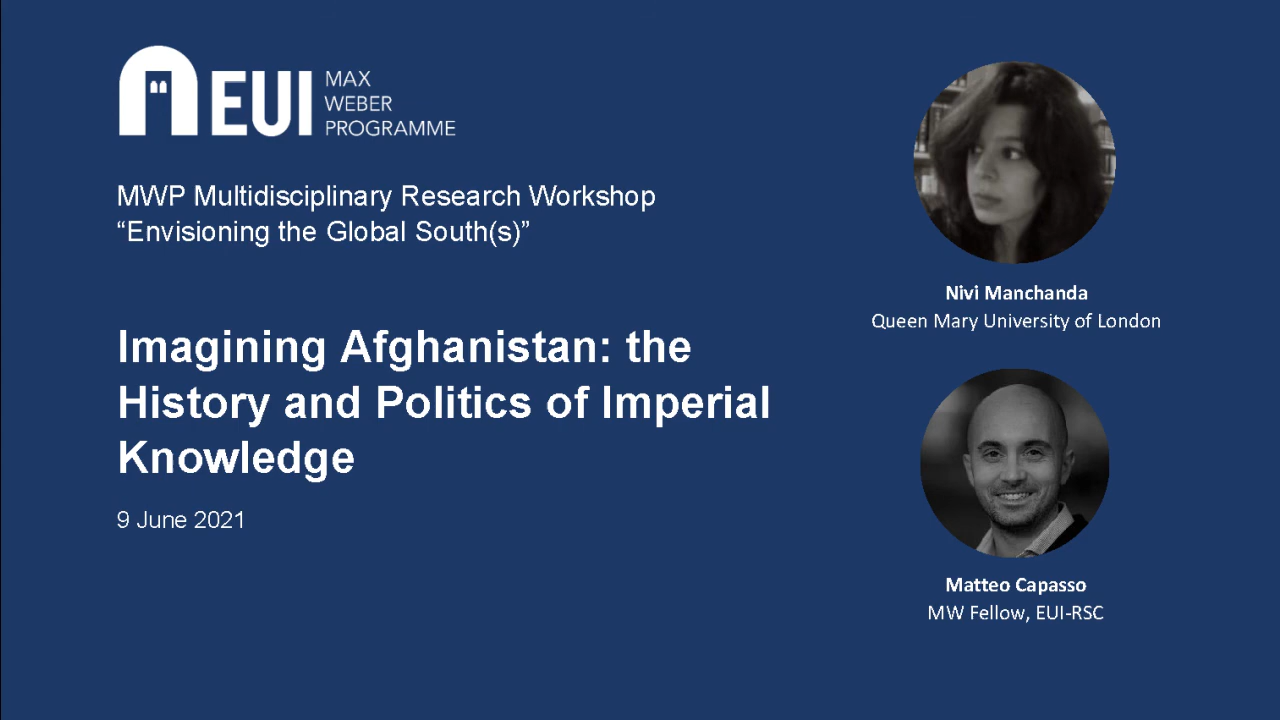 EUI
MAX
WEBER
PROGRAMME
MWP Multidisciplinary Research Workshop
“Envisioning the Global South(s)”
Imagining Afghanistan: the
History and Politics of Imperial
Knowledge
9 June 2021
Nivi Manchanda
Queen Mary University of London
Matteo Capasso
MW Fellow, EUI-RSC